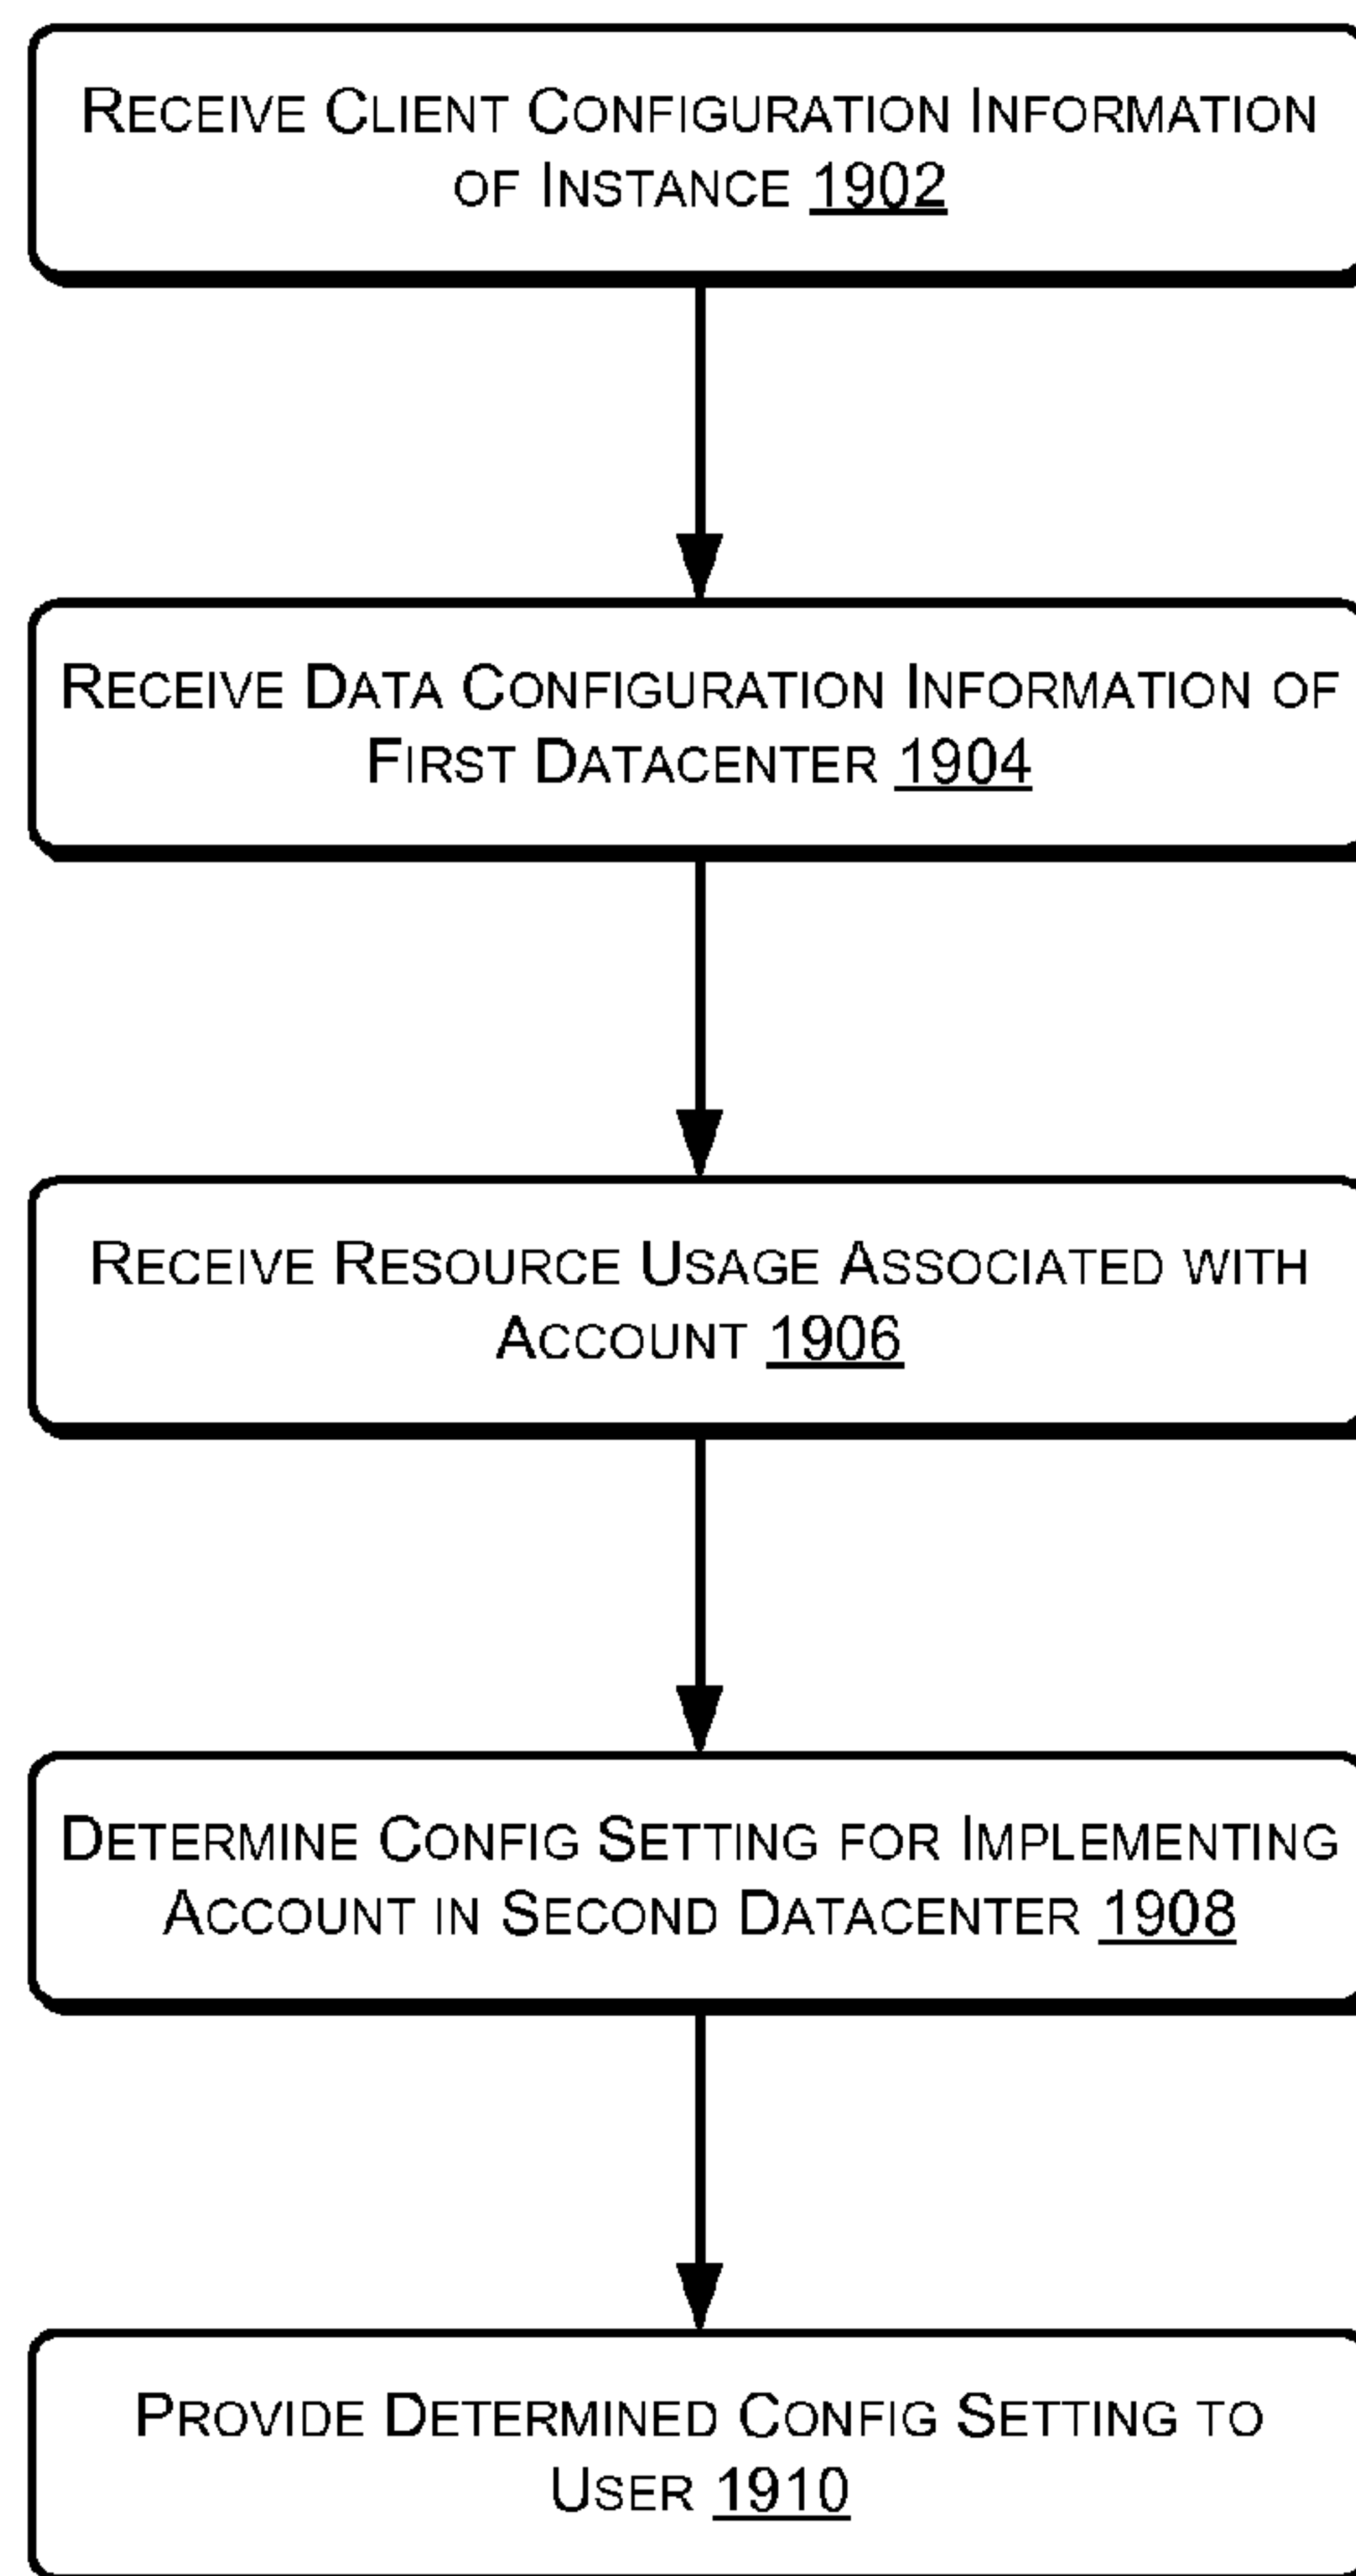 RECEIVE CLIENT CONFIGURATION INFORMATION
OF INSTANCE 1902
RECEIVE DATA CONFIGURATION INFORMATION OF
FIRST DATACENTER 1904
RECEIVE RESOURCE USAGE ASSOCIATED WITH
ACCOUNT 1906
DETERMINE CONFIG SETTING FOR IMPLEMENTING
ACCOUNT IN SECOND DATACENTER 1908
PROVIDE DETERMINED CONFIG SETTING TO
USER 1910